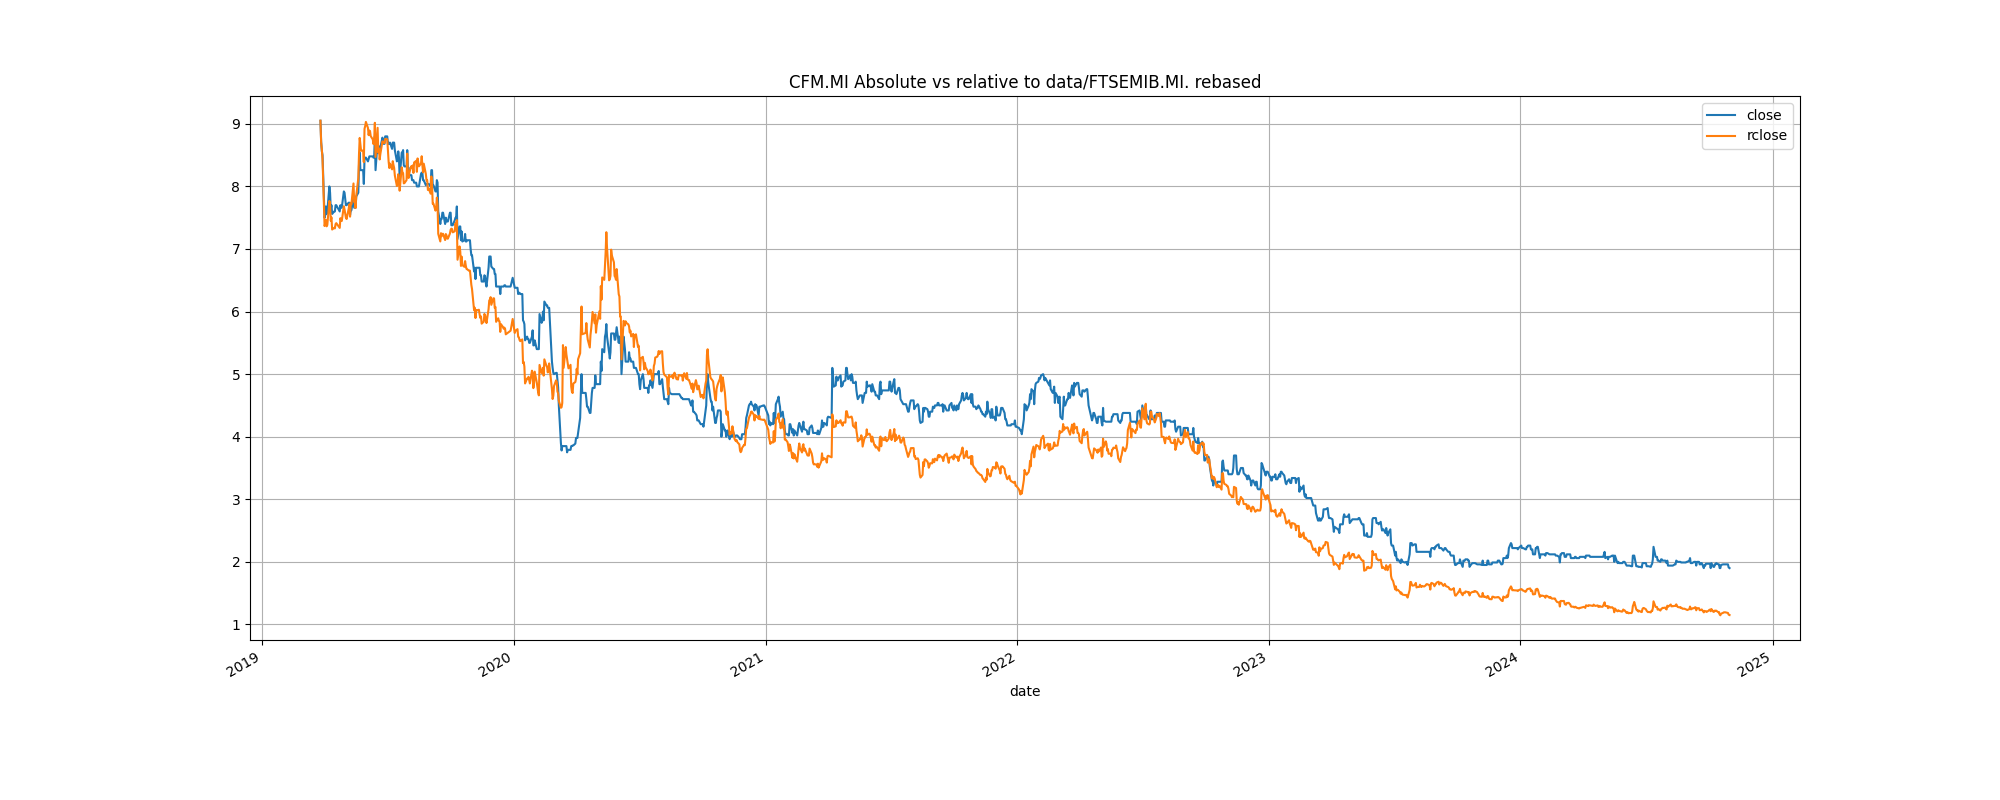 CFM.MI Absolute vs relative to data/FTSEMIB.MI. rebased
close
rclose
9
8
7
6
5
4
3
2
1
2019 2020 2021 2022 2023 2024 2025
date